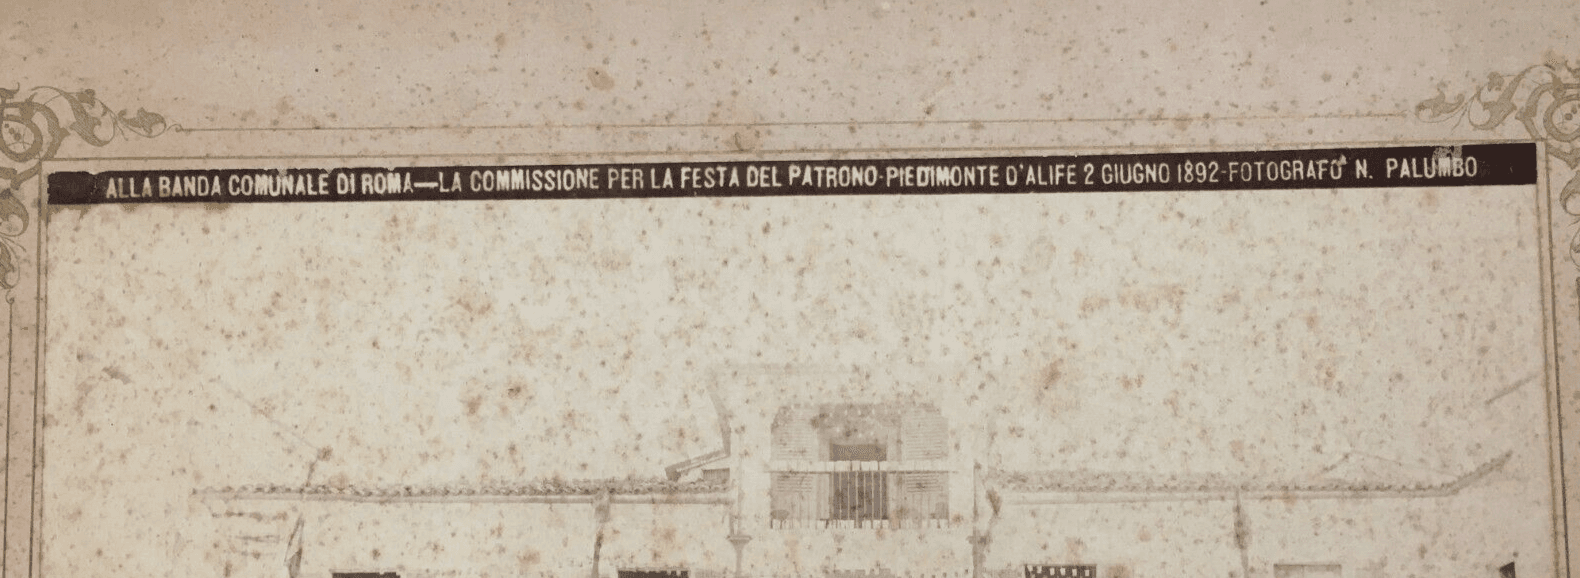 ALLA BANDA COMUNALE DI ROMA—LA COMMISSIONE PER LA FESTA DEL PATRONO-PIEDIMONTE D'ALIFE 2 GIUGNO 1892-FOTOGRAFO N. PALUMBO